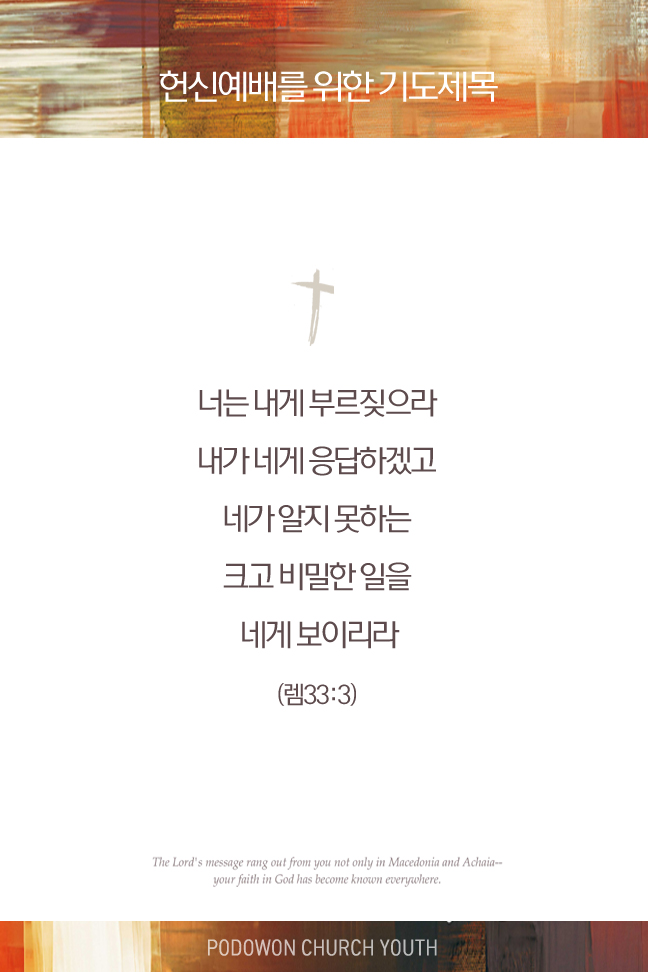 헌신예배를 위한 기도제목
너는 내게 부르짖으라
내가 네게 응답하겠고
네가 알지 못하는
크고 비밀한 일을
네게 보이리라
(렘33:3)
The Lord's message rang out from you not only in Macedonia and Achaia--
your faith in God has become known everywhere.
PODOWON CHURCH YOUTH